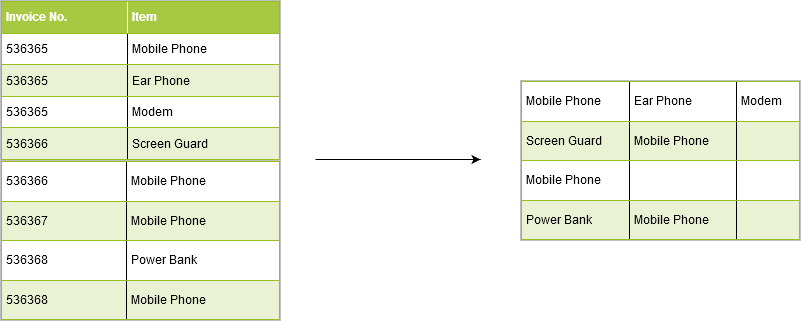 Invoice No. Item
536365 Mobile Phone
536365 Ear Phone
536365 Modem
536366 Screen Guard
536366 Mobile Phone
536367 Mobile Phone
536368 Power Bank
536368 Mobile Phone
Mobile Phone Ear Phone Modem
Screen Guard Mobile Phone
Mobile Phone
Power Bank Mobile Phone